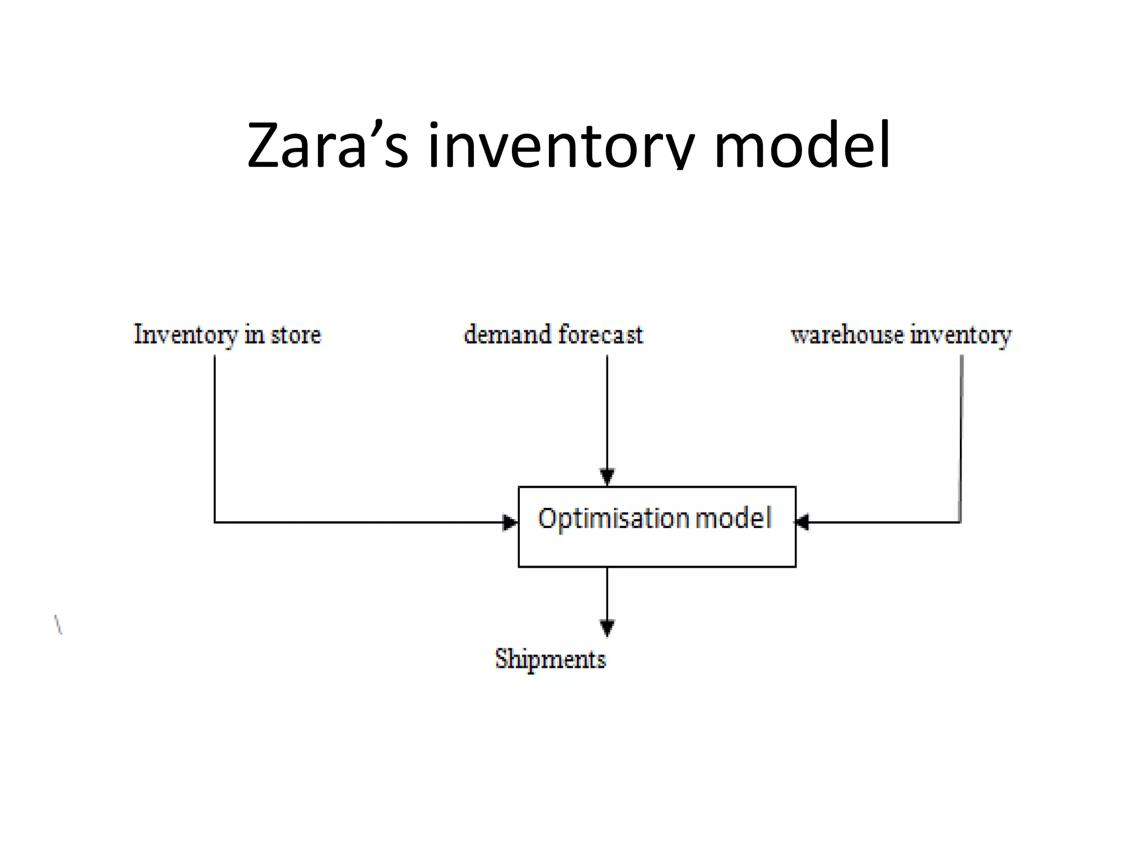 Zara’s inventory model
Inventory in store
demand forecast
warehouse inventory
Optimisation model
\
Shipments